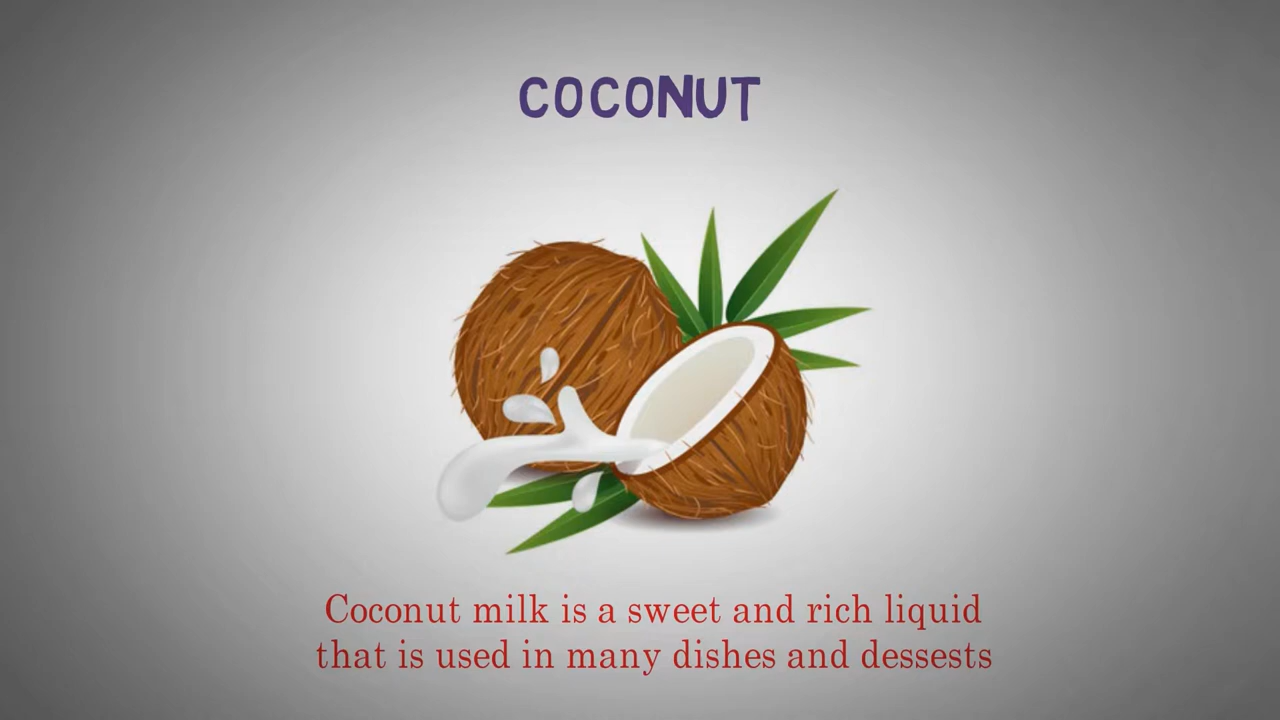 COCONUT
Coconut milk is a sweet and rich liquid
that is used in many dishes and dessests